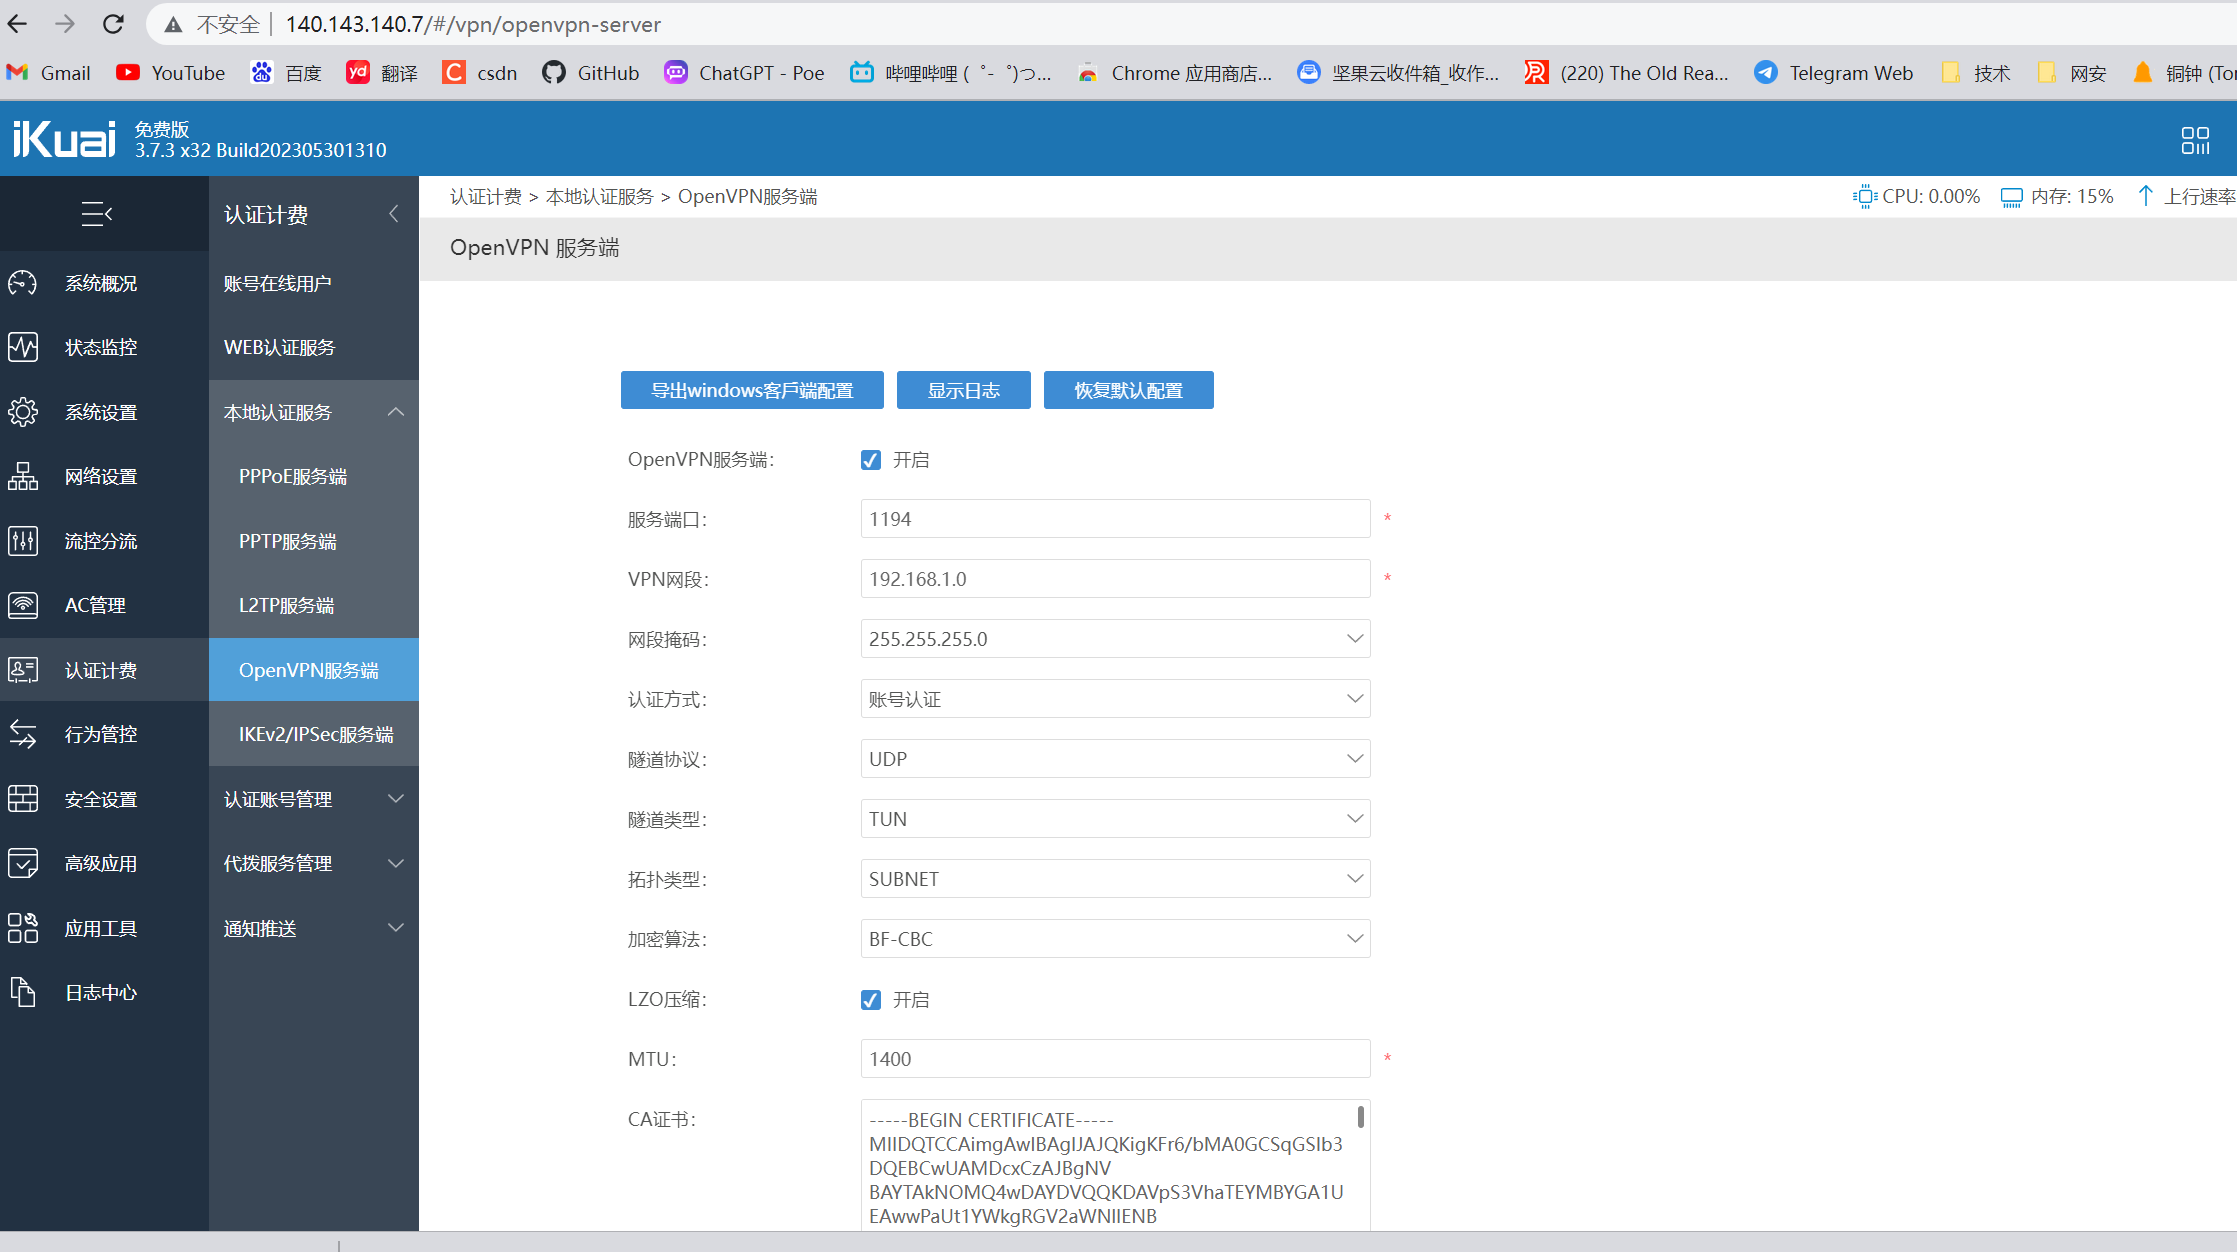 不安全 140.143.140.7/#/vpn/openvpn-server
Gmail YouTube 百度 翻译 csdn GitHub ChatGPT - Poe 哔哩哔哩 ( ゜- ゜)つ... Chrome 应用商店... 坚果云收件箱_收作... (220) The Old Rea... Telegram Web 技术 网安 铜钟 (Tor
iKuai 免费版
3.7.3 x32 Build202305301310
认证计费
认证计费 > 本地认证服务 > OpenVPN服务端
CPU: 0.00% 内存: 15% 上行速率
OpenVPN 服务端
系统概况
状态监控
系统设置
网络设置
流控分流
AC管理
认证计费
行为管控
安全设置
高级应用
应用工具
日志中心
账号在线用户
WEB认证服务
本地认证服务
PPPoE服务端
PPTP服务端
L2TP服务端
OpenVPN服务端
IKEv2/IPSec服务端
认证账号管理
代拨服务管理
通知推送
导出windows客戶端配置 显示日志 恢复默认配置
OpenVPN服务端: 开启
服务端口: 1194 *
VPN网段: 192.168.1.0 *
网段掩码: 255.255.255.0
认证方式: 账号认证
隧道协议: UDP
隧道类型: TUN
拓扑类型: SUBNET
加密算法: BF-CBC
LZO压缩: 开启
MTU: 1400 *
CA证书: -----BEGIN CERTIFICATE-----
MIIDQTCCAimgAwIBAgIJAJQKigKFr6/bMA0GCSqGSIb3
DQEBCwUAMDcxCzAJBgNV
BAYTAkNOMQ4wDAYDVQQKDAVpS3VhaTEYMBYGA1U
EAwwPaUt1YWkgRGV2aWNlIENB